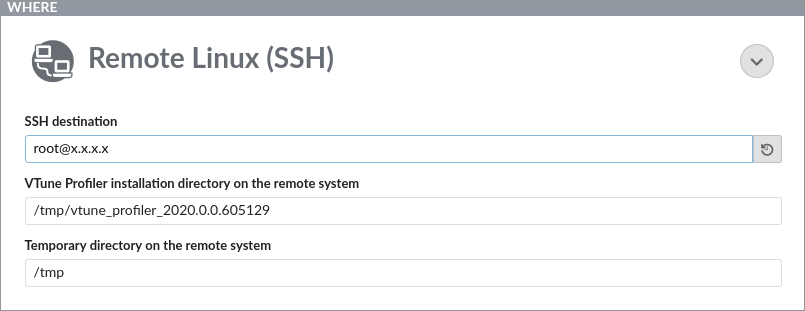 WHERE
Remote Linux (SSH)
SSH destination
root@x.x.x.x
VTune Profiler installation directory on the remote system
/tmp/vtune_profiler_2020.0.0.605129
Temporary directory on the remote system
/tmp